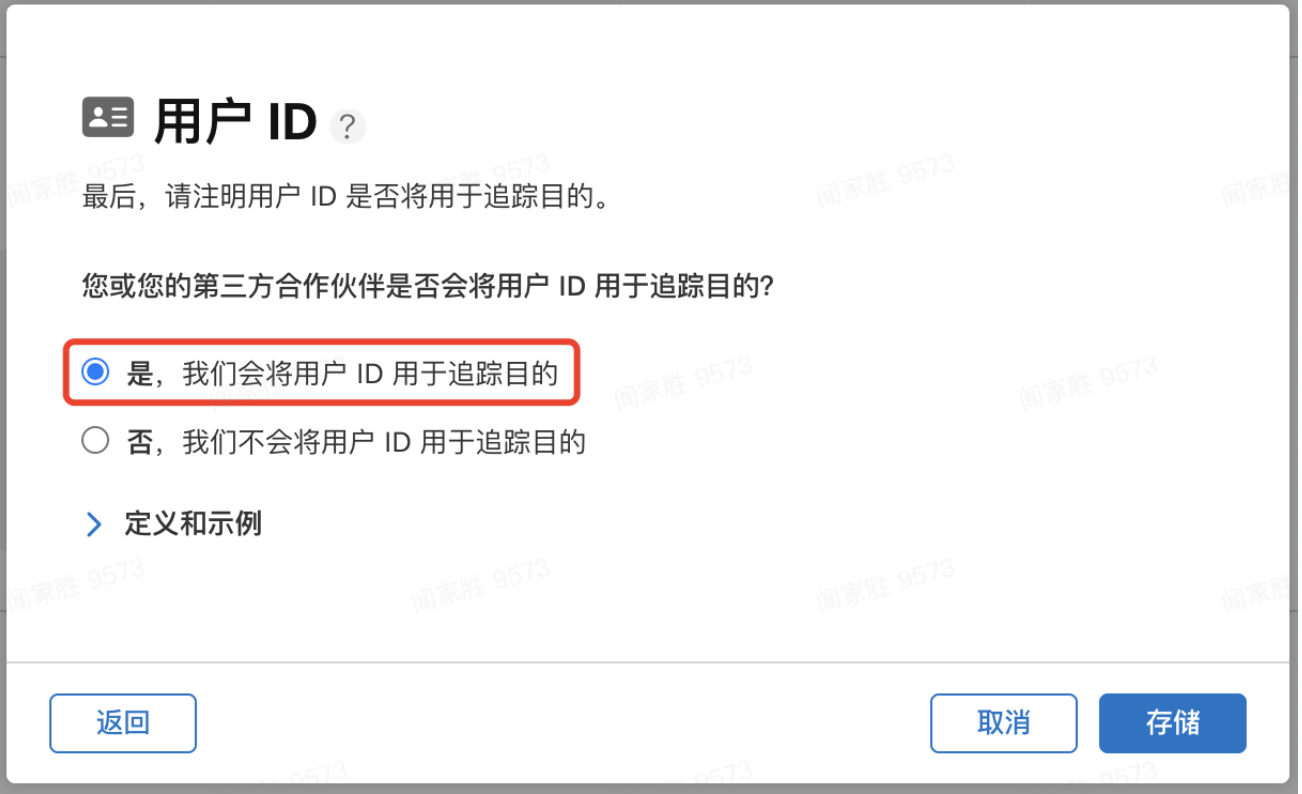 用户 ID ?
最后，请注明用户 ID 是否将用于追踪目的。
您或您的第三方合作伙伴是否会将用户 ID 用于追踪目的?
是，我们会将用户 ID 用于追踪目的
否，我们不会将用户 ID 用于追踪目的
定义和示例
返回
取消
存储
闻家胜 9573